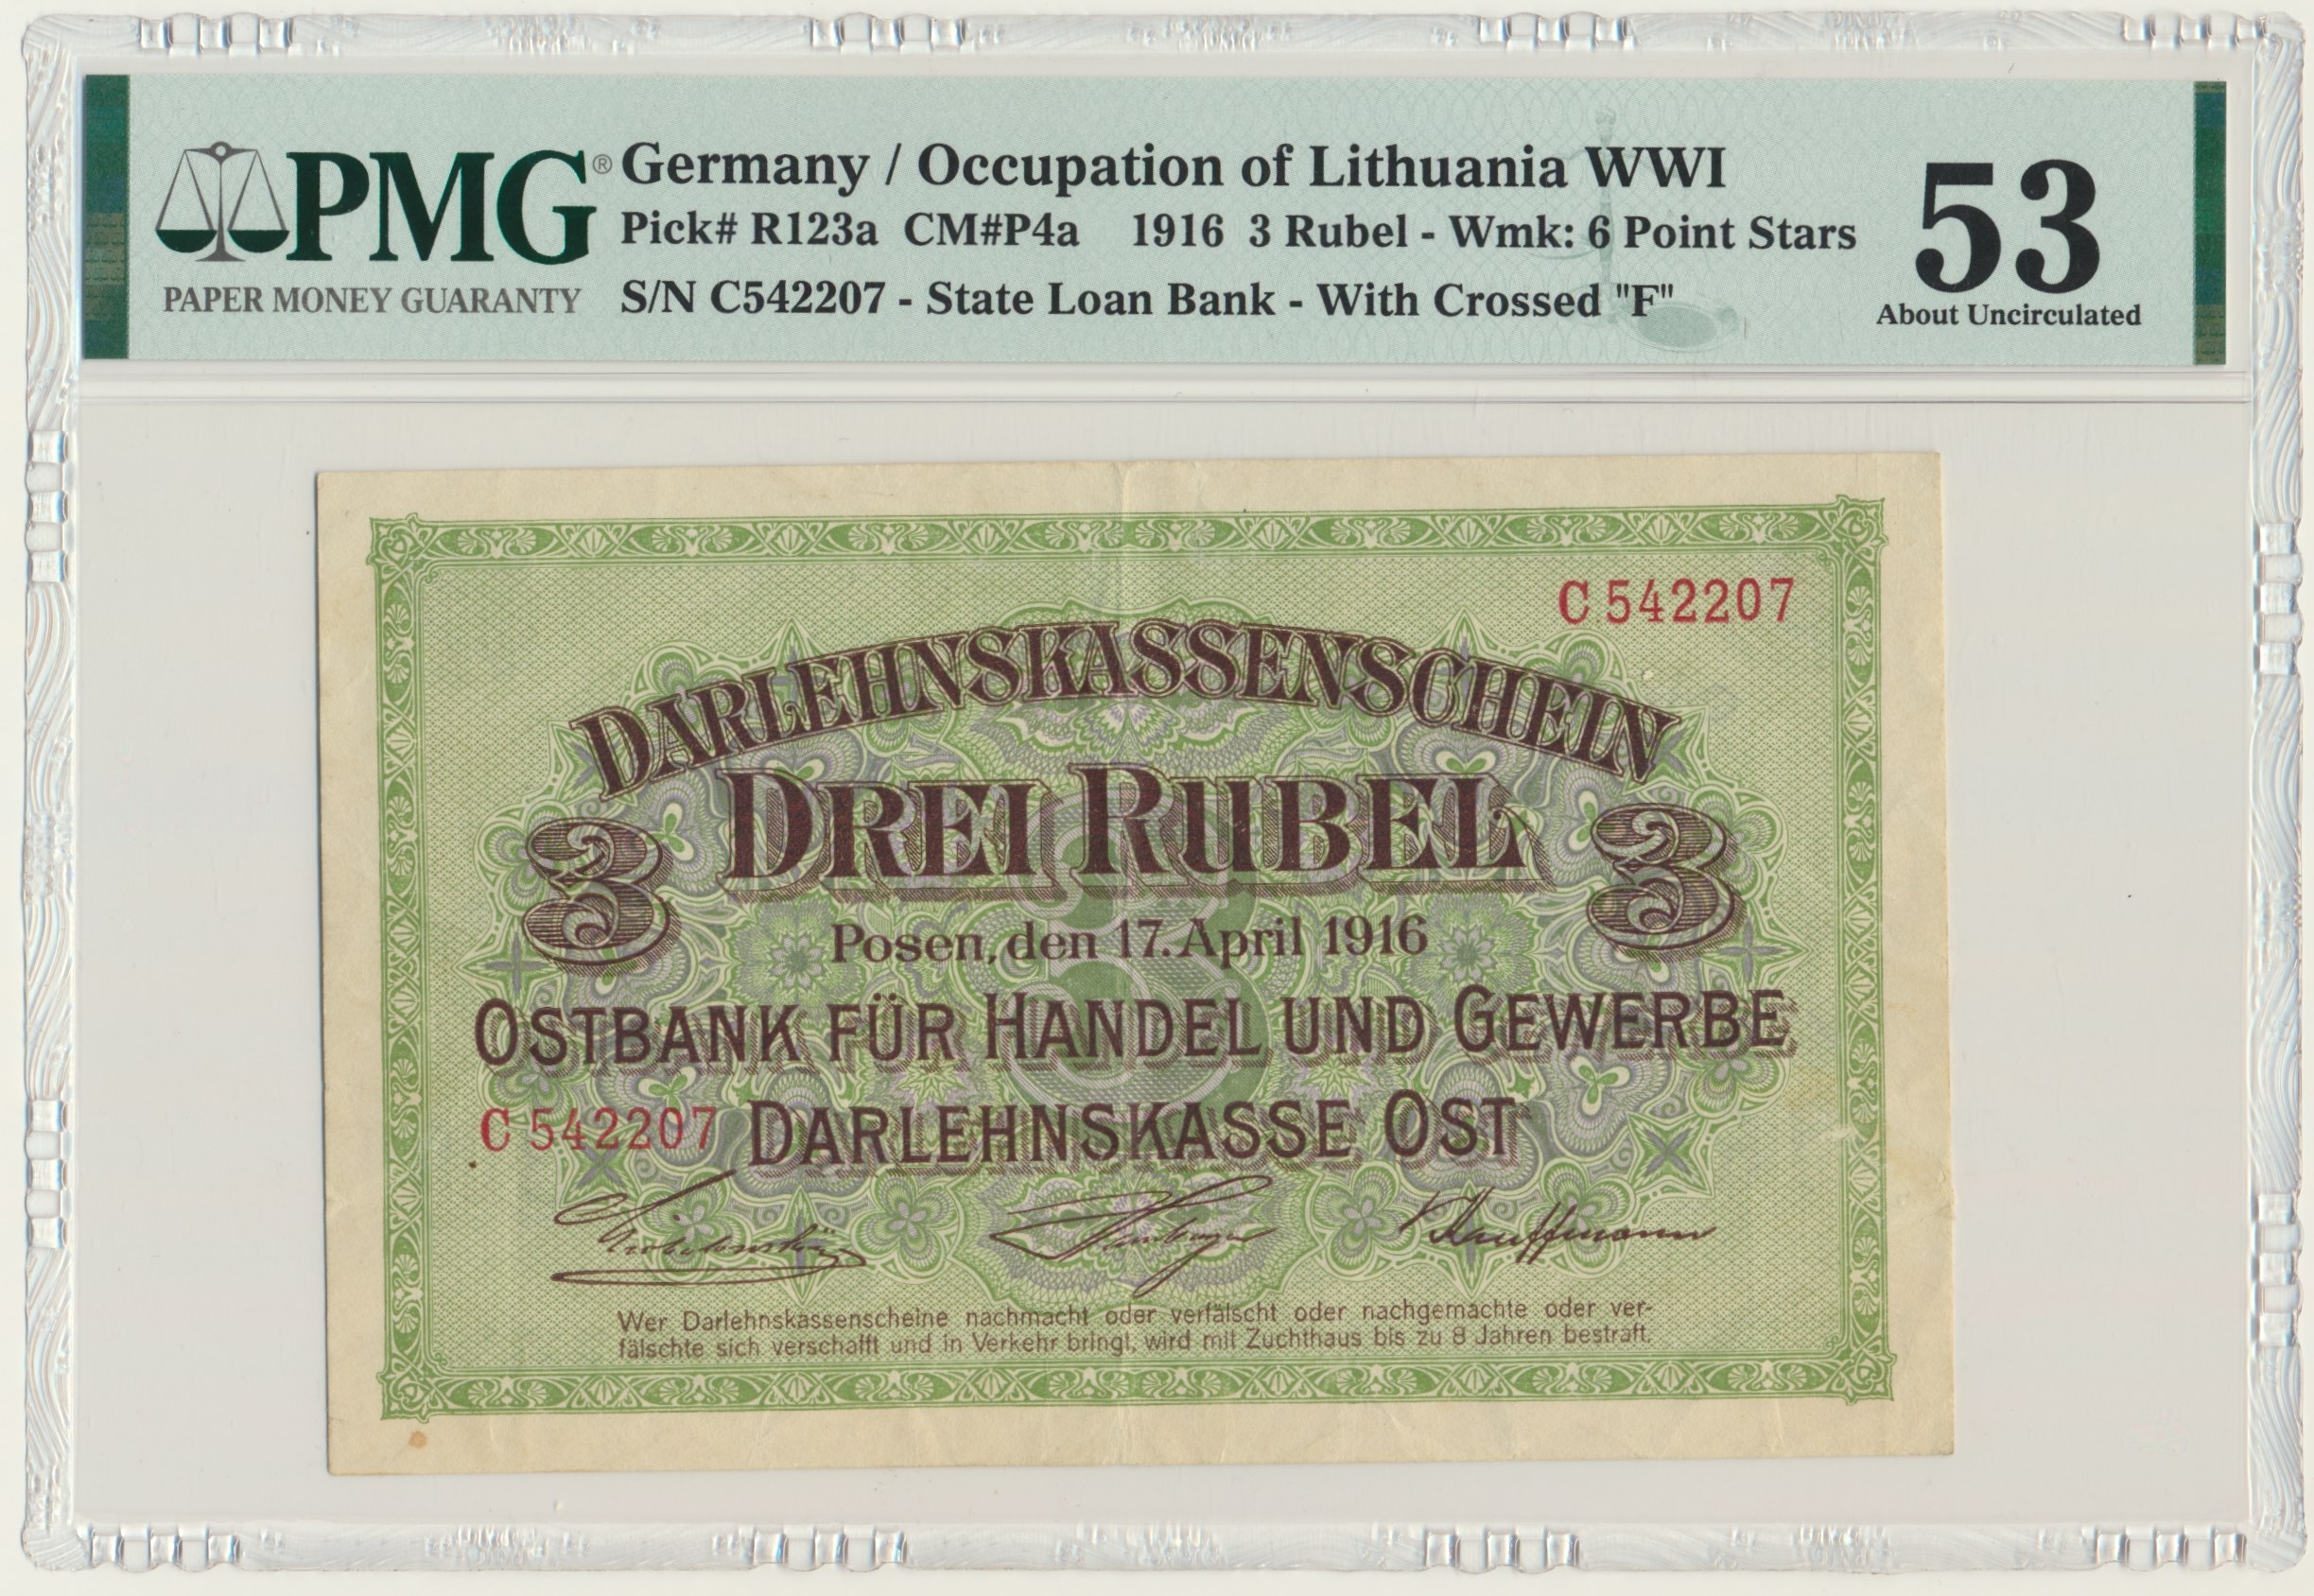 PMG®
PAPER MONEY GUARANTY
Germany / Occupation of Lithuania WWI
Pick# R123a CM#P4a 1916 3 Rubel - Wmk: 6 Point Stars
S/N C542207 - State Loan Bank - With Crossed "F"
53
About Uncirculated
C 542207
DARLEHNSKASSENSCHEIN
3 DREI RUBEL 3
Posen, den 17. April 1916
OSTBANK FÜR HANDEL UND GEWERBE
C 542207 DARLEHNSKASSE OST
Kauffmann
Wer Darlehnskassenscheine nachmacht oder verfälscht oder nachgemachte oder ver-
fälschte sich verschafft und in Verkehr bringt, wird mit Zuchthaus bis zu 8 Jahren bestraft.